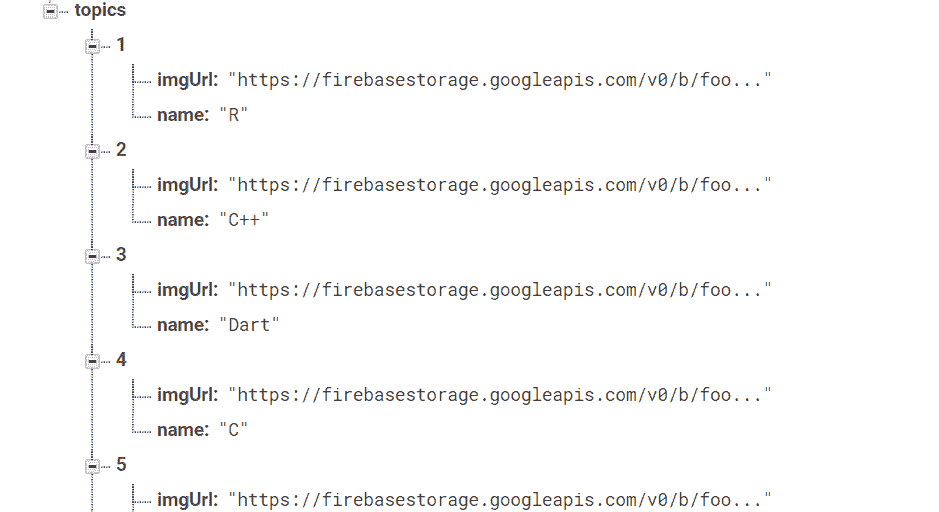 topics
1
imgUrl: "https://firebasestorage.googleapis.com/v0/b/foo..."
name: "R"
2
imgUrl: "https://firebasestorage.googleapis.com/v0/b/foo..."
name: "C++"
3
imgUrl: "https://firebasestorage.googleapis.com/v0/b/foo..."
name: "Dart"
4
imgUrl: "https://firebasestorage.googleapis.com/v0/b/foo..."
name: "C"
5
imgUrl: "https://firebasestorage.googleapis.com/v0/b/foo..."